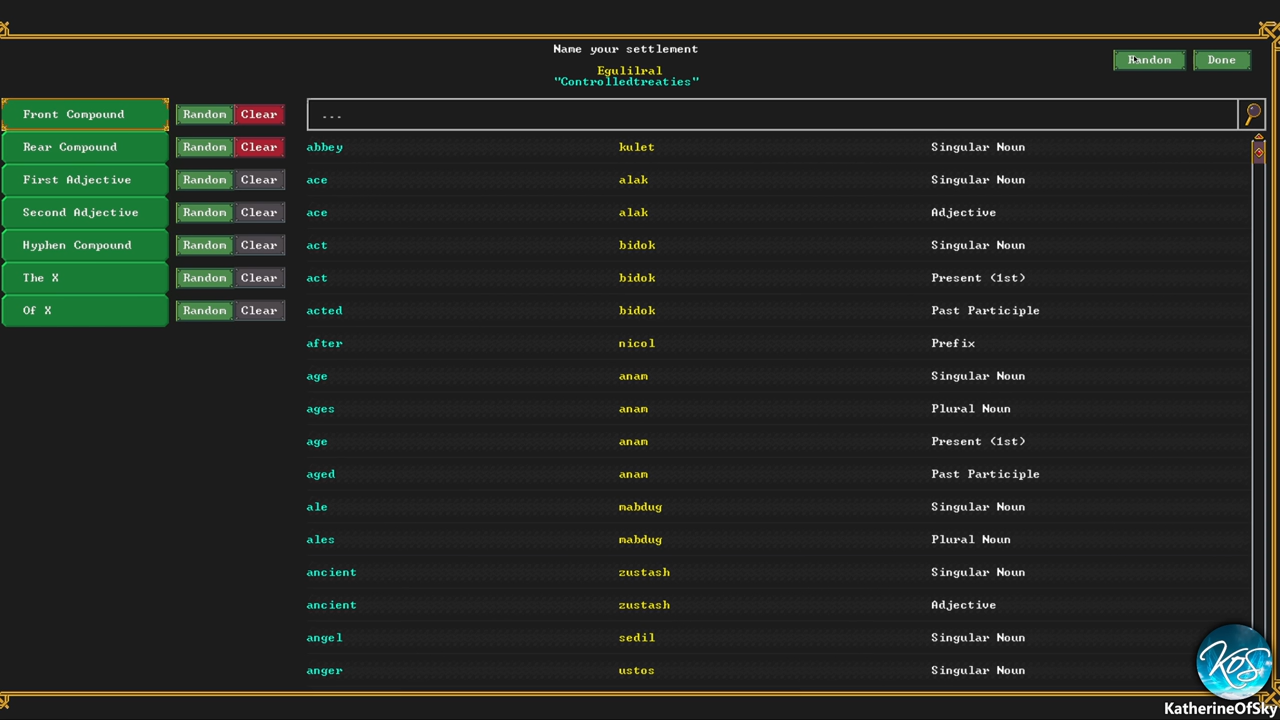 Name your settlement
Egulilral
"Controlledtreaties"
Random Done
Front Compound Random Clear ...
Rear Compound Random Clear abbey kulet Singular Noun
First Adjective Random Clear ace alak Singular Noun
Second Adjective Random Clear ace alak Adjective
Hyphen Compound Random Clear act bidok Singular Noun
The X Random Clear act bidok Present (1st)
Of X Random Clear acted bidok Past Participle
after nicol Prefix
age anam Singular Noun
ages anam Plural Noun
age anam Present (1st)
aged anam Past Participle
ale mabdug Singular Noun
ales mabdug Plural Noun
ancient zustash Singular Noun
ancient zustash Adjective
angel sedil Singular Noun
anger ustos Singular Noun
KOS
KatherineOfSky